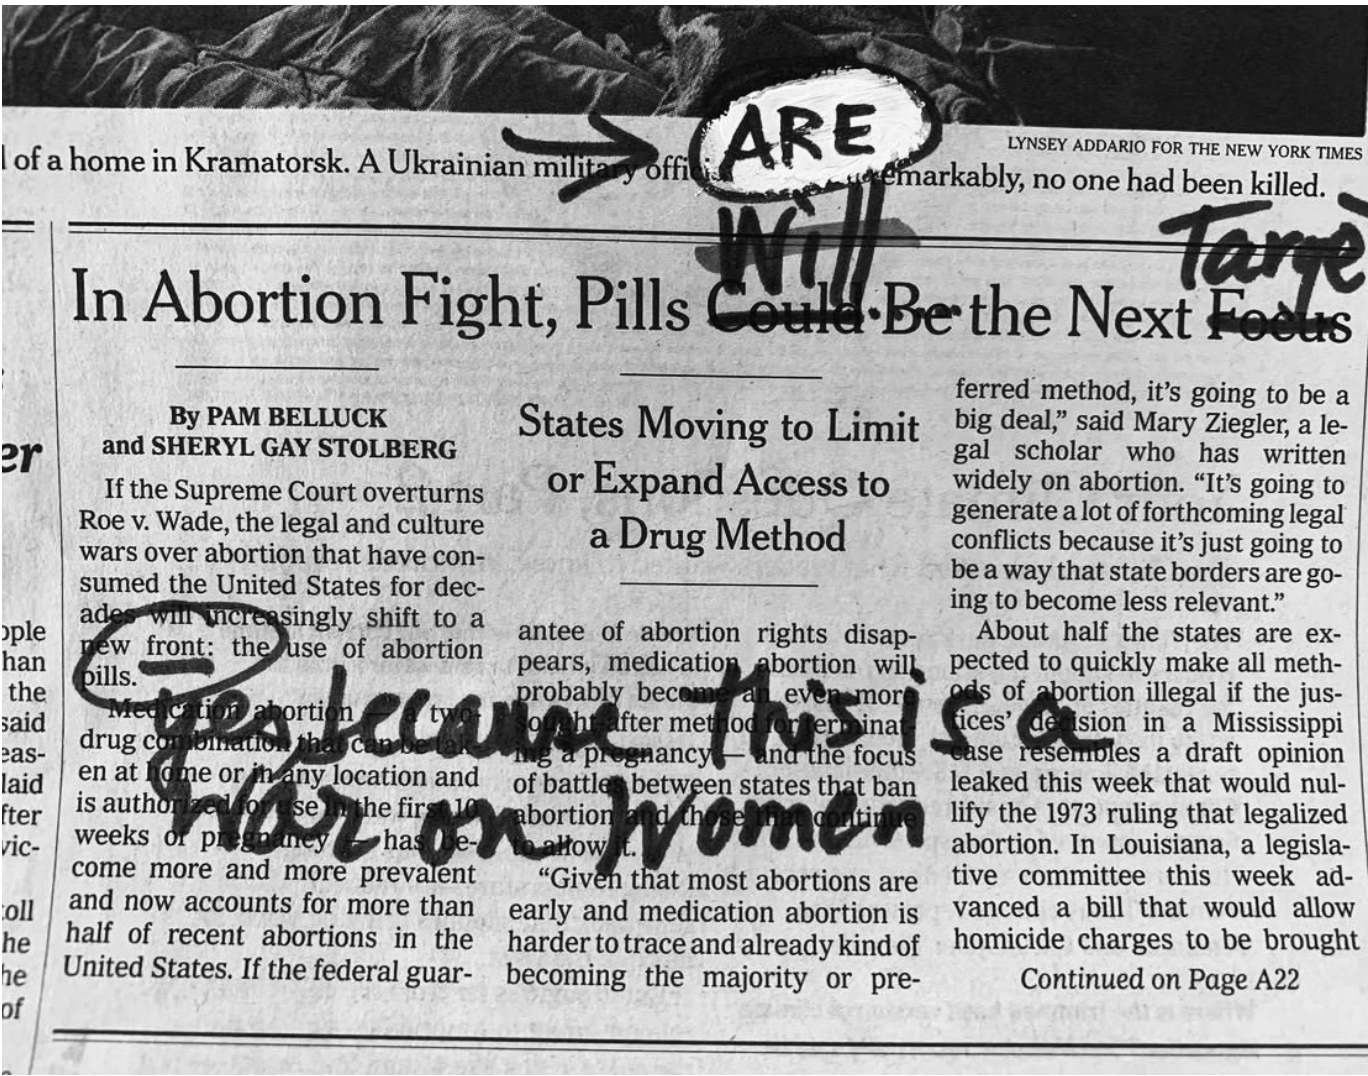 ARE
LYNSEY ADDARIO FOR THE NEW YORK TIMES
of a home in Kramatorsk. A Ukrainian military offic emarkably, no one had been killed.
Will
Targe
In Abortion Fight, Pills Could Be the Next Focus
By PAM BELLUCK
and SHERYL GAY STOLBERG
If the Supreme Court overturns
Roe v. Wade, the legal and culture
wars over abortion that have con-
sumed the United States for dec-
ades will increasingly shift to a
new front: the use of abortion
pills.
Medication abortion — a two-
drug combination that can be tak-
en at home or in any location and
is authorized for use in the first 10
weeks of pregnancy — has be-
come more and more prevalent
and now accounts for more than
half of recent abortions in the
United States. If the federal guar-
States Moving to Limit
or Expand Access to
a Drug Method
antee of abortion rights disap-
pears, medication abortion will
probably become an even more
sought-after method for terminat-
ing a pregnancy — and the focus
of battles between states that ban
abortion and those that continue
to allow it.
“Given that most abortions are
early and medication abortion is
harder to trace and already kind of
becoming the majority or pre-
ferred method, it’s going to be a
big deal,” said Mary Ziegler, a le-
gal scholar who has written
widely on abortion. “It’s going to
generate a lot of forthcoming legal
conflicts because it’s just going to
be a way that state borders are go-
ing to become less relevant.”
About half the states are ex-
pected to quickly make all meth-
ods of abortion illegal if the jus-
tices’ decision in a Mississippi
case resembles a draft opinion
leaked this week that would nul-
lify the 1973 ruling that legalized
abortion. In Louisiana, a legisla-
tive committee this week ad-
vanced a bill that would allow
homicide charges to be brought
Continued on Page A22
Yes because this is a
War on Women
er
ople
han
the
said
eas-
laid
fter
vic-
oll
he
he
of